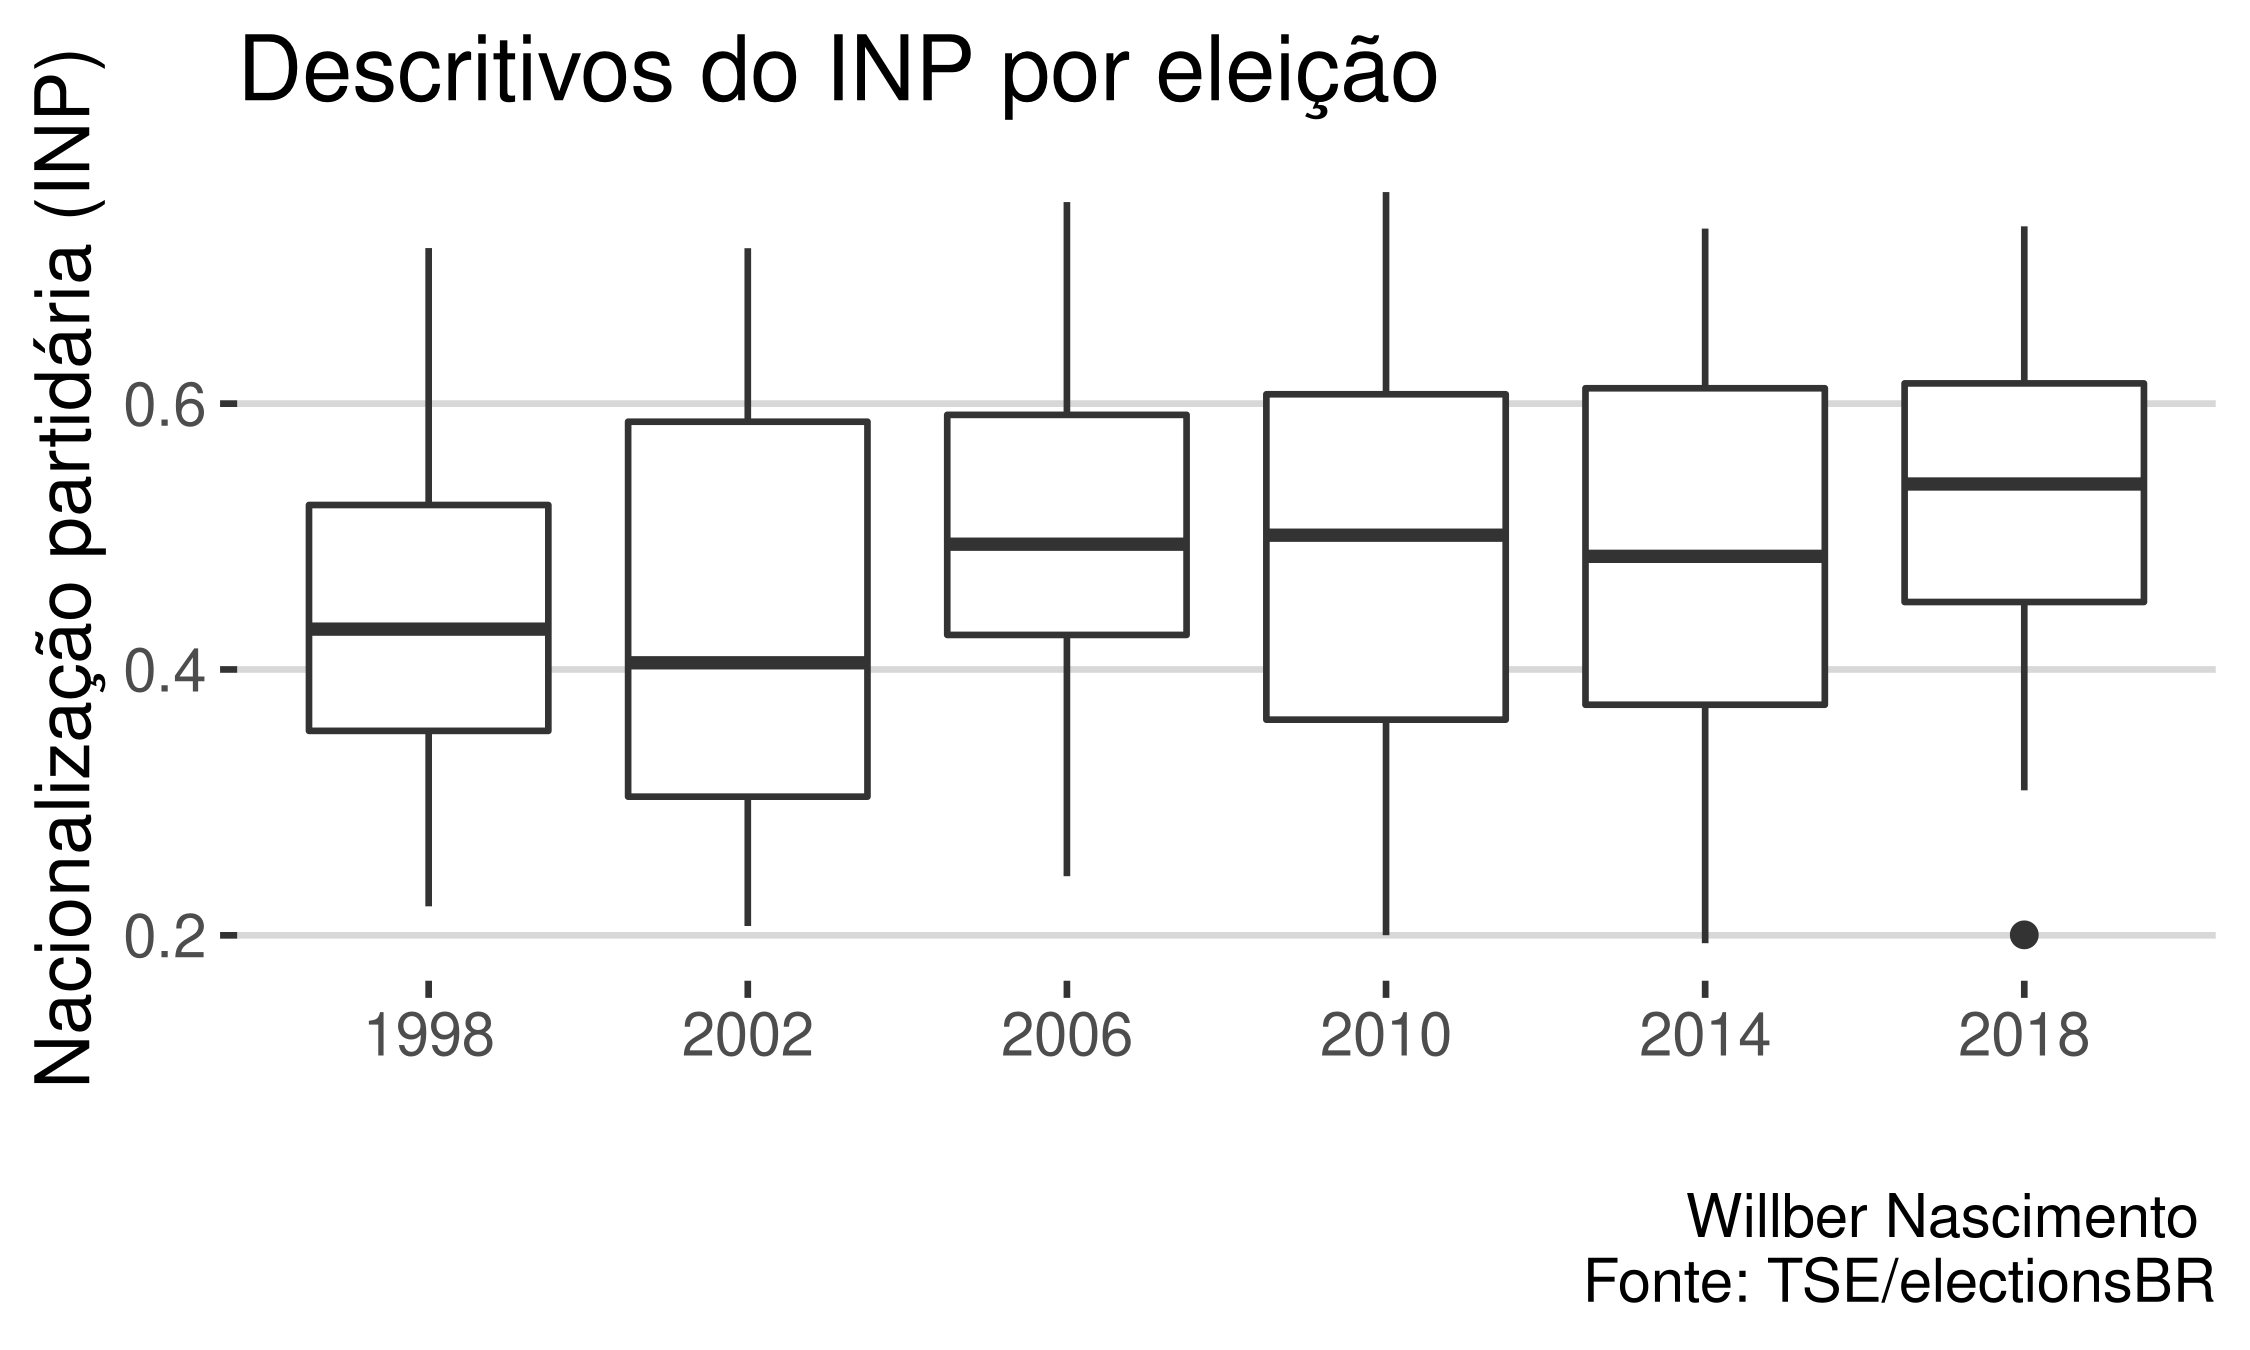 Descritivos do INP por eleição
Nacionalização partidária (INP)
0.6
0.4
0.2
1998 2002 2006 2010 2014 2018
Willber Nascimento
Fonte: TSE/electionsBR